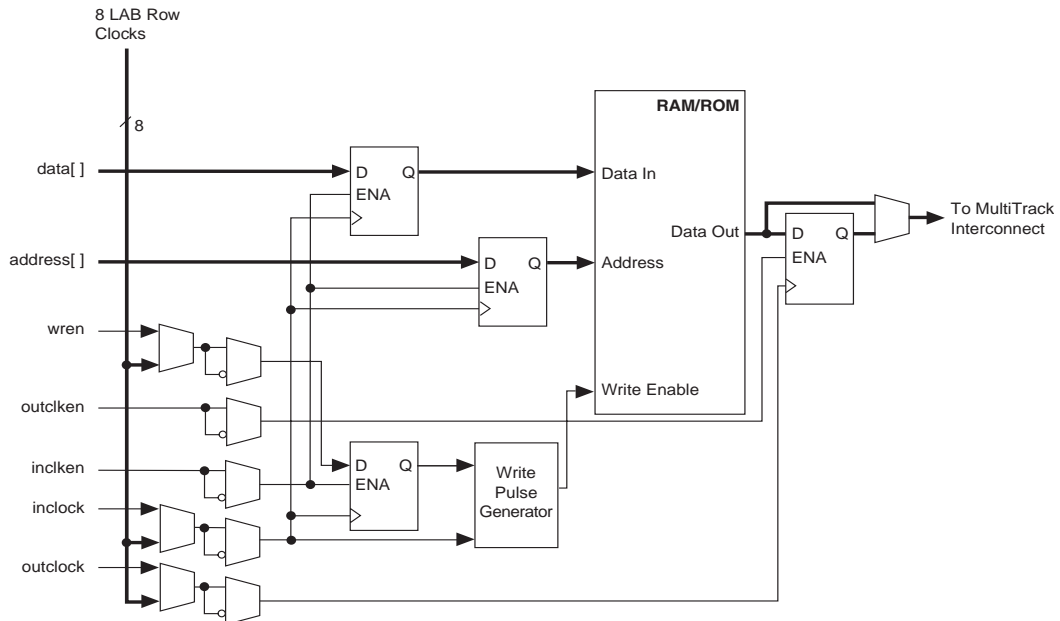 8 LAB Row
Clocks
8
RAM/ROM
data[ ]
D Q
ENA
Data In
Data Out
To MultiTrack
Interconnect
D Q
ENA
address[ ]
D Q
ENA
Address
wren
Write Enable
outclken
inclken
D Q
ENA
Write
Pulse
Generator
inclock
outclock